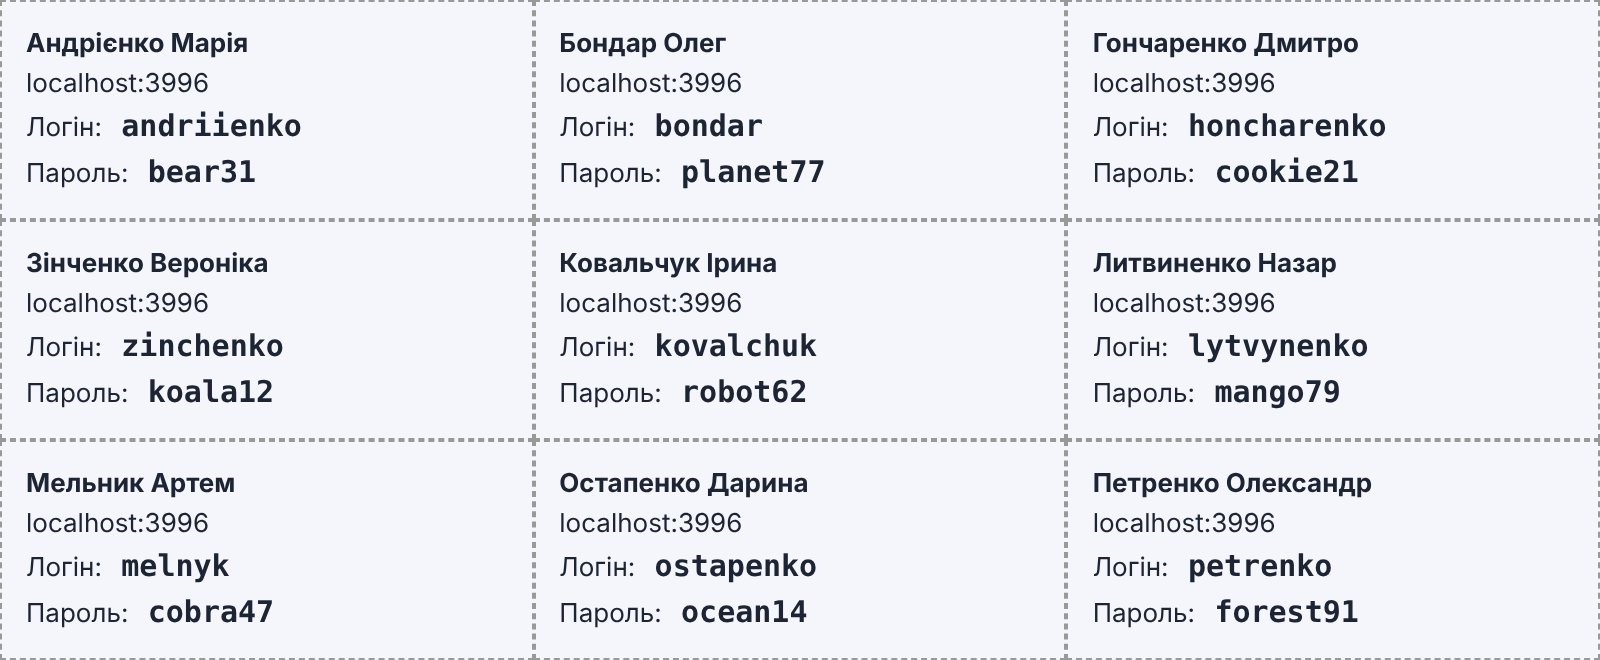 Андрієнко Марія
localhost:3996
Логін: andriienko
Пароль: bear31
Бондар Олег
localhost:3996
Логін: bondar
Пароль: planet77
Гончаренко Дмитро
localhost:3996
Логін: honcharenko
Пароль: cookie21
Зінченко Вероніка
localhost:3996
Логін: zinchenko
Пароль: koala12
Ковальчук Ірина
localhost:3996
Логін: kovalchuk
Пароль: robot62
Литвиненко Назар
localhost:3996
Логін: lytvynenko
Пароль: mango79
Мельник Артем
localhost:3996
Логін: melnyk
Пароль: cobra47
Остапенко Дарина
localhost:3996
Логін: ostapenko
Пароль: ocean14
Петренко Олександр
localhost:3996
Логін: petrenko
Пароль: forest91